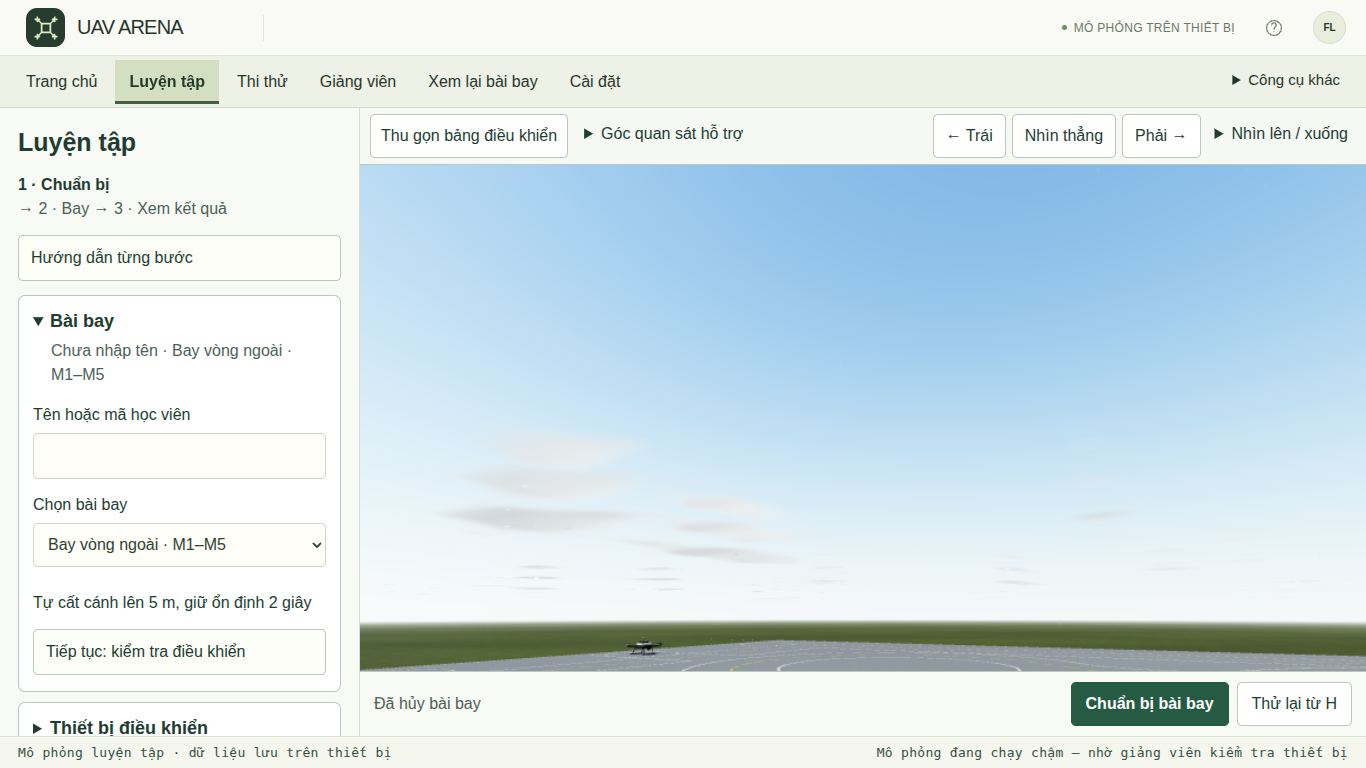 UAV ARENA
MÔ PHỎNG TRÊN THIẾT BỊ
FL
Trang chủ
Luyện tập
Thi thử
Giảng viên
Xem lại bài bay
Cài đặt
▶ Công cụ khác
Luyện tập
1 · Chuẩn bị
→ 2 · Bay → 3 · Xem kết quả
Hướng dẫn từng bước
▼ Bài bay
Chưa nhập tên · Bay vòng ngoài ·
M1–M5
Tên hoặc mã học viên
Chọn bài bay
Bay vòng ngoài · M1–M5
Tự cất cánh lên 5 m, giữ ổn định 2 giây
Tiếp tục: kiểm tra điều khiển
▶ Thiết bị điều khiển
Thu gọn bảng điều khiển
▶ Góc quan sát hỗ trợ
← Trái
Nhìn thẳng
Phải →
▶ Nhìn lên / xuống
Đã hủy bài bay
Chuẩn bị bài bay
Thử lại từ H
Mô phỏng luyện tập · dữ liệu lưu trên thiết bị
Mô phỏng đang chạy chậm — nhờ giảng viên kiểm tra thiết bị